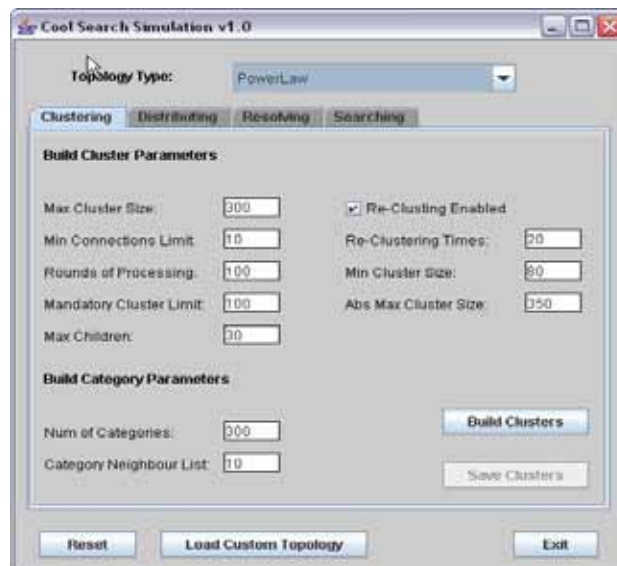 Cool Search Simulation v1.0
Topology Type: PowerLaw
Clustering Distributing Resolving Searching
Build Cluster Parameters
Max Cluster Size: 300
Re-Clusting Enabled
Min Connections Limit 10
Re-Clustering Times: 20
Rounds of Processing: 100
Min Cluster Size: 80
Mandatory Cluster Limit: 100
Abs Max Cluster Size: 350
Max Children: 30
Build Category Parameters
Num of Categories: 300
Category Neighbour List: 10
Build Clusters
Save Clusters
Reset Load Custom Topology Exit